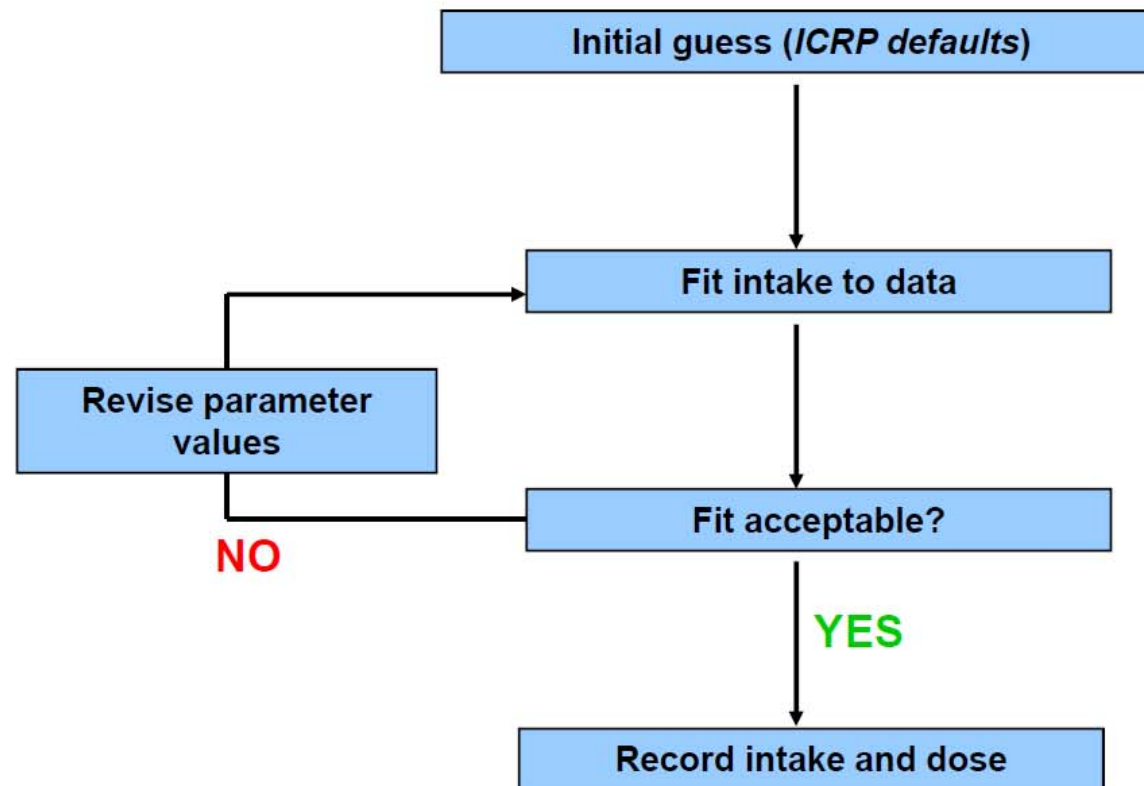 Initial guess (ICRP defaults)
Fit intake to data
Revise parameter
values
Fit acceptable?
NO
YES
Record intake and dose